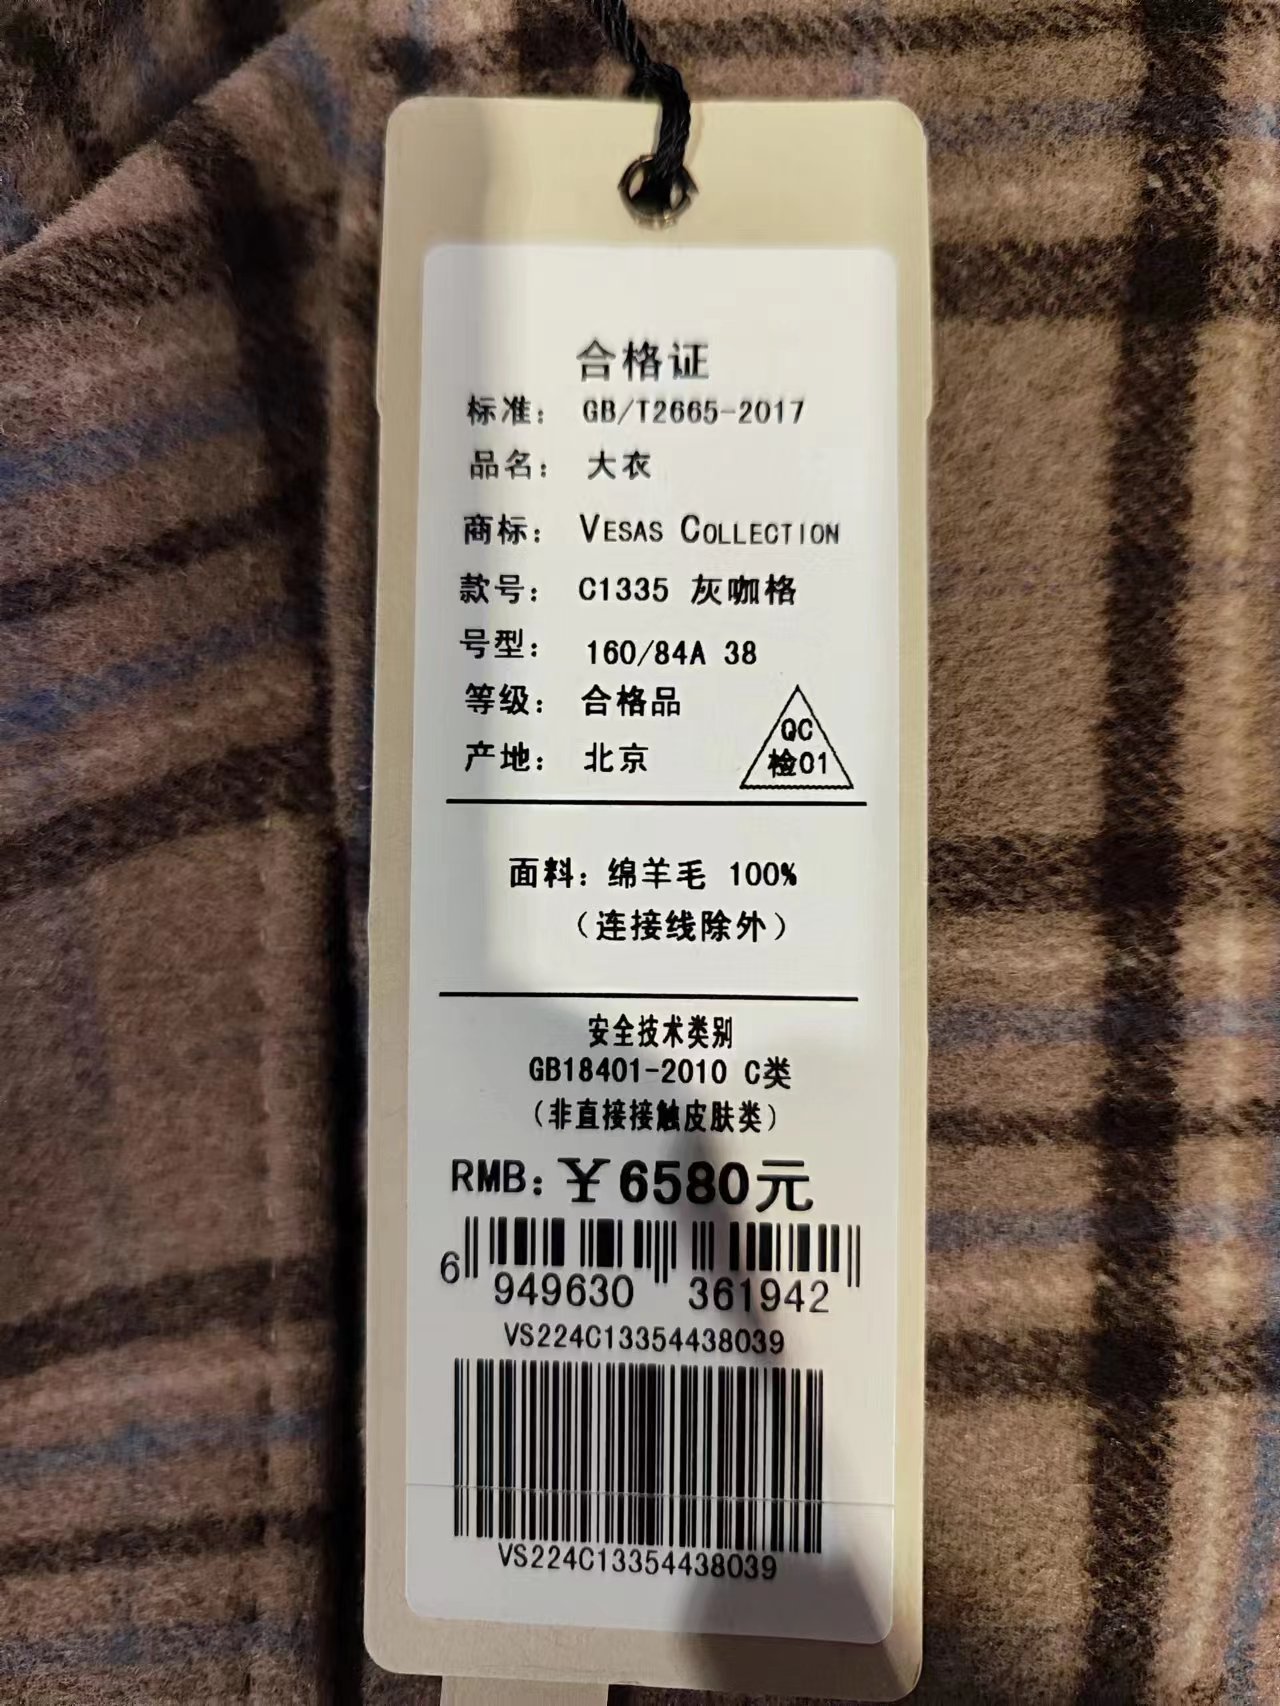 合格证
标准： GB/T2665-2017
品名： 大衣
商标： VESAS COLLECTION
款号： C1335 灰咖格
号型： 160/84A 38
等级： 合格品
产地： 北京
QC
检01
面料：绵羊毛 100%
（连接线除外）
安全技术类别
GB18401-2010 C类
（非直接接触皮肤类）
RMB：￥6580元
6 949630 361942
VS224C13354438039
VS224C13354438039